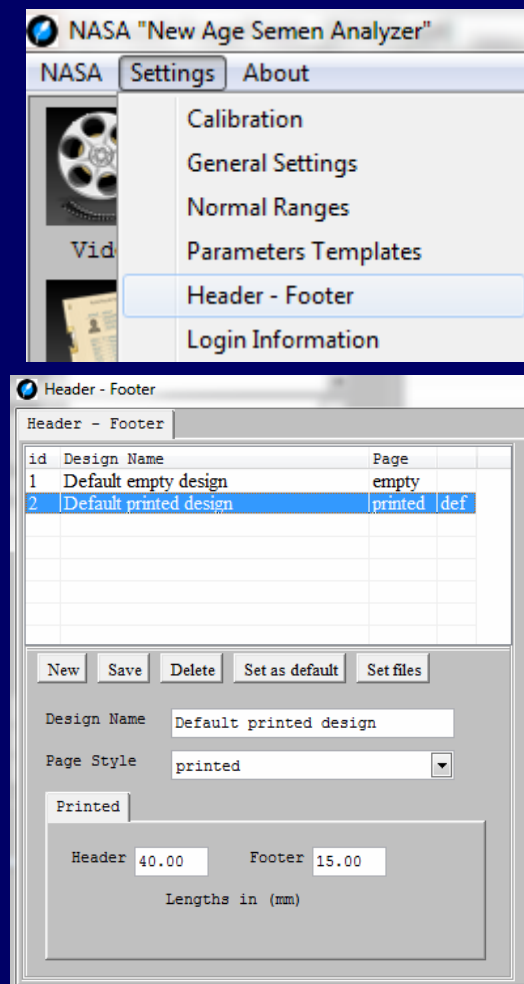 NASA "New Age Semen Analyzer"
NASA Settings About
Calibration
General Settings
Normal Ranges
Vid
Parameters Templates
Header - Footer
Login Information
Header - Footer
Header - Footer
id Design Name Page
1 Default empty design empty
2 Default printed design printed def
New Save Delete Set as default Set files
Design Name Default printed design
Page Style printed
Printed
Header 40.00 Footer 15.00
Lengths in (mm)